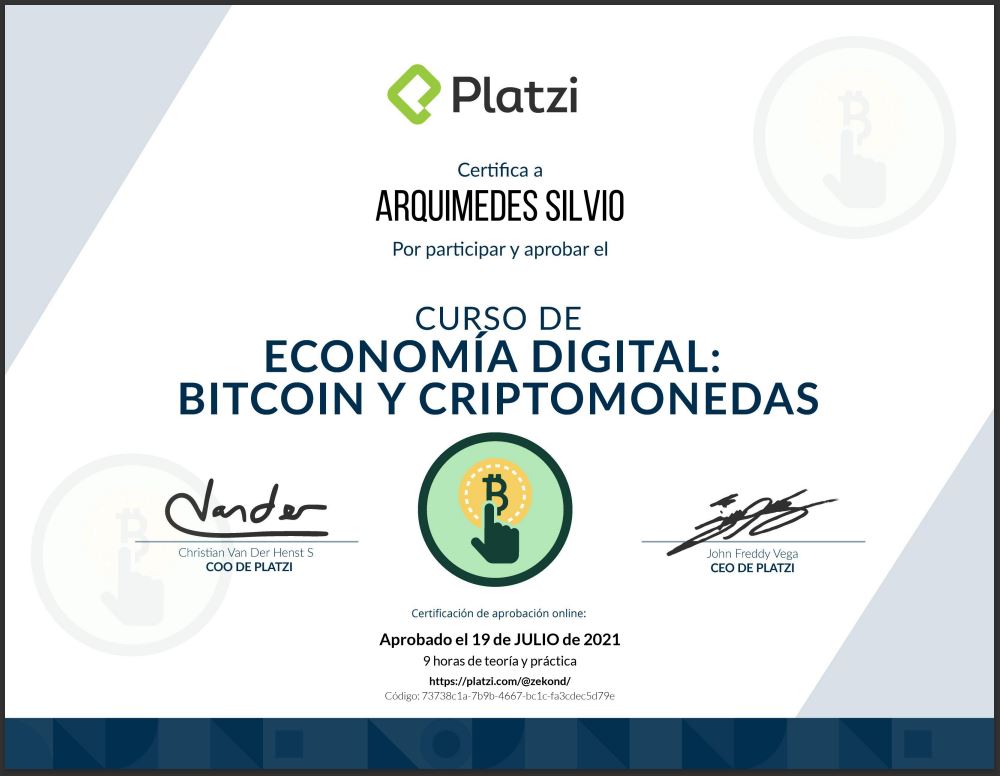 Platzi
Certifica a
ARQUIMEDES SILVIO
Por participar y aprobar el
CURSO DE
ECONOMÍA DIGITAL:
BITCOIN Y CRIPTOMONEDAS
Vander
Christian Van Der Henst S
COO DE PLATZI
John Freddy Vega
CEO DE PLATZI
Certificación de aprobación online:
Aprobado el 19 de JULIO de 2021
9 horas de teoría y práctica
https://platzi.com/@zekond/
Código: 73738c1a-7b9b-4667-bc1c-fa3cdec5d79e